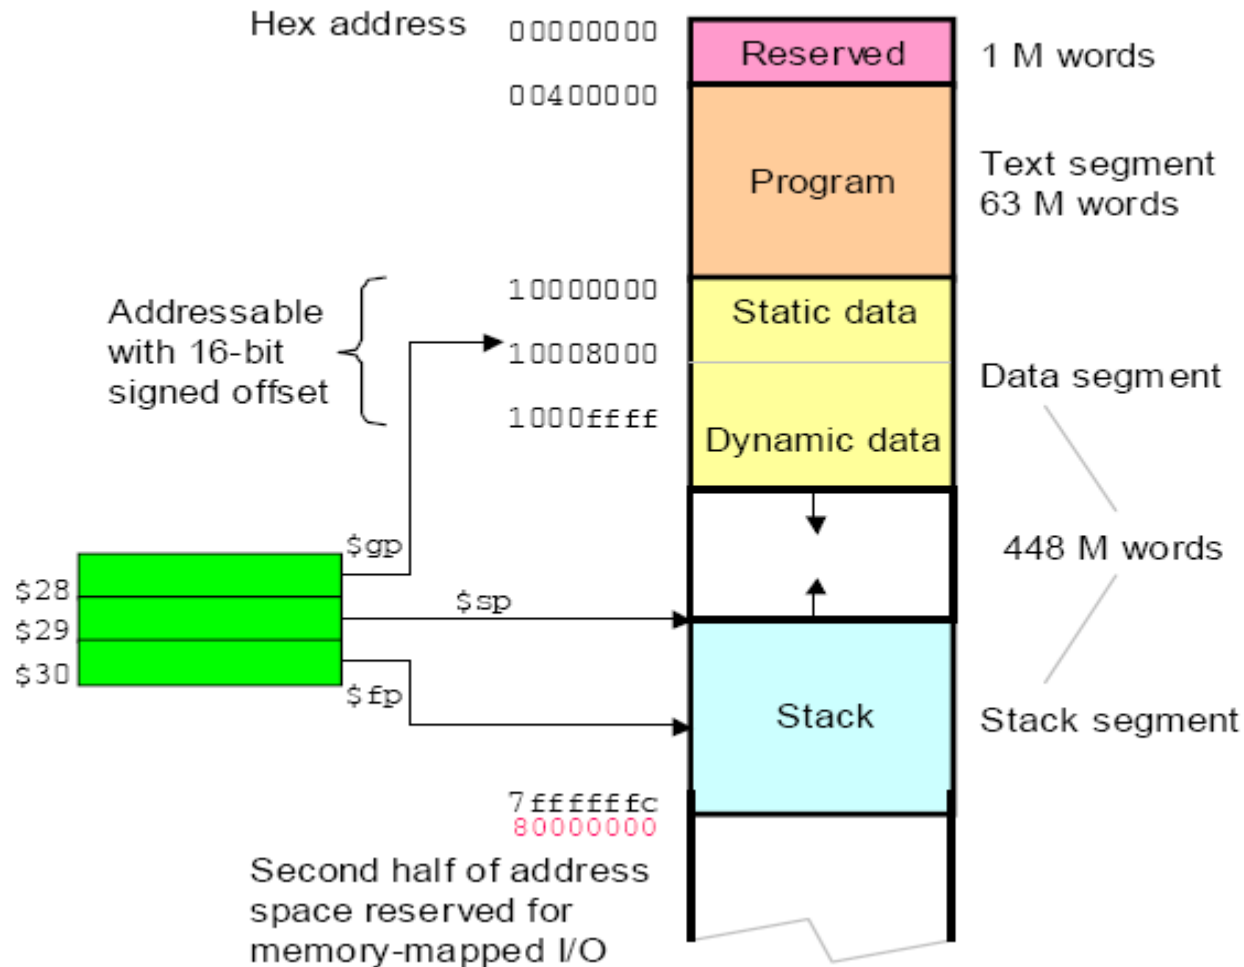 Hex address
00000000
Reserved
1 M words
00400000
Program
Text segment
63 M words
Addressable
with 16-bit
signed offset
10000000
10008000
1000ffff
Static data
Dynamic data
Data segment
448 M words
$gp
$28
$29
$30
$sp
$fp
Stack
Stack segment
7ffffffc
80000000
Second half of address
space reserved for
memory-mapped I/O